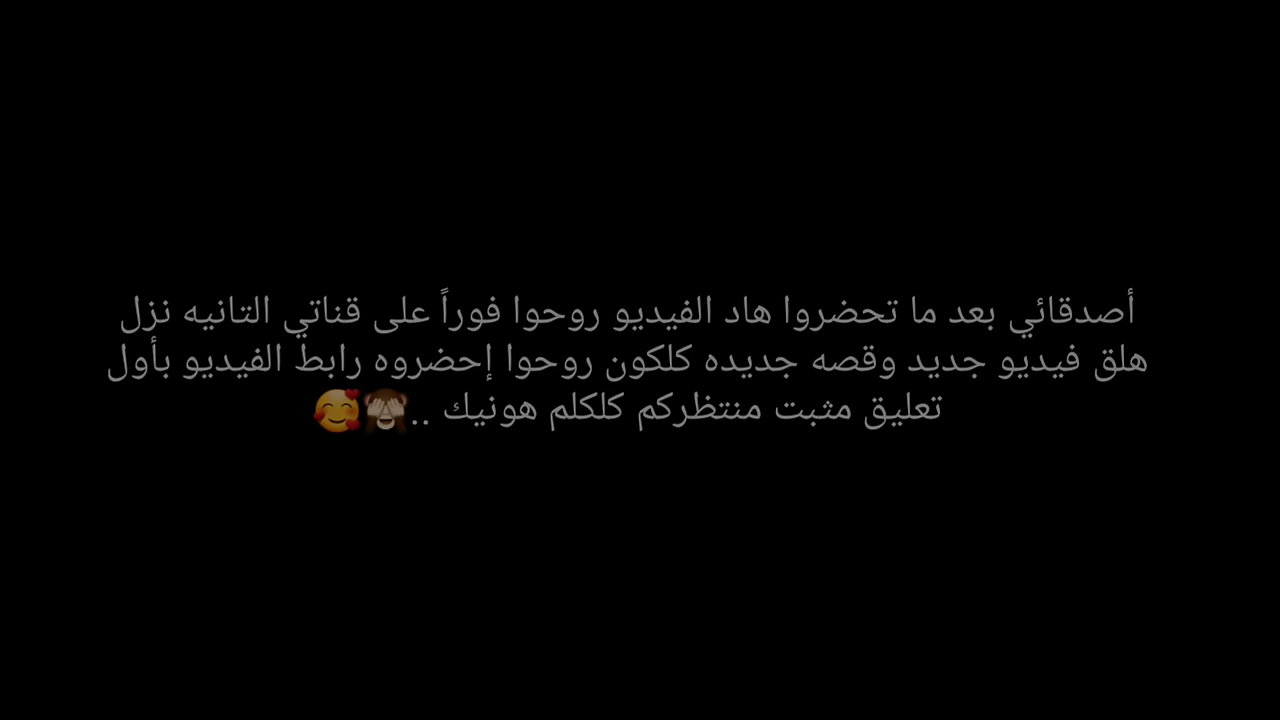 أصدقائي بعد ما تحضروا هاد الفيديو روحوا فوراً على قناتي التانيه نزل
هلق فيديو جديد وقصه جديده كلكون روحوا إحضروه رابط الفيديو بأول
تعليق مثبت منتظركم كلكلم هونيك ..🙈🥰